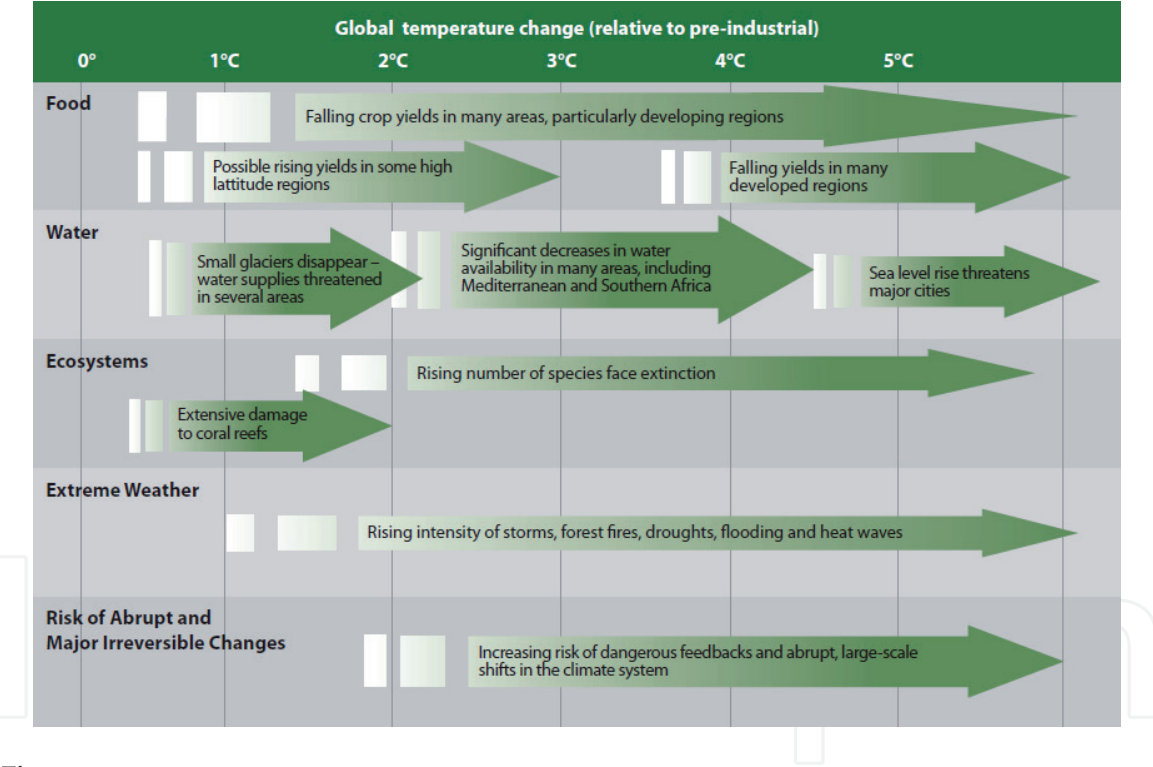 Global temperature change (relative to pre-industrial)
0° 1°C 2°C 3°C 4°C 5°C
Food
Falling crop yields in many areas, particularly developing regions
Possible rising yields in some high
lattitude regions
Falling yields in many
developed regions
Water
Small glaciers disappear –
water supplies threatened
in several areas
Significant decreases in water
availability in many areas, including
Mediterranean and Southern Africa
Sea level rise threatens
major cities
Ecosystems
Rising number of species face extinction
Extensive damage
to coral reefs
Extreme Weather
Rising intensity of storms, forest fires, droughts, flooding and heat waves
Risk of Abrupt and
Major Irreversible Changes
Increasing risk of dangerous feedbacks and abrupt, large-scale
shifts in the climate system